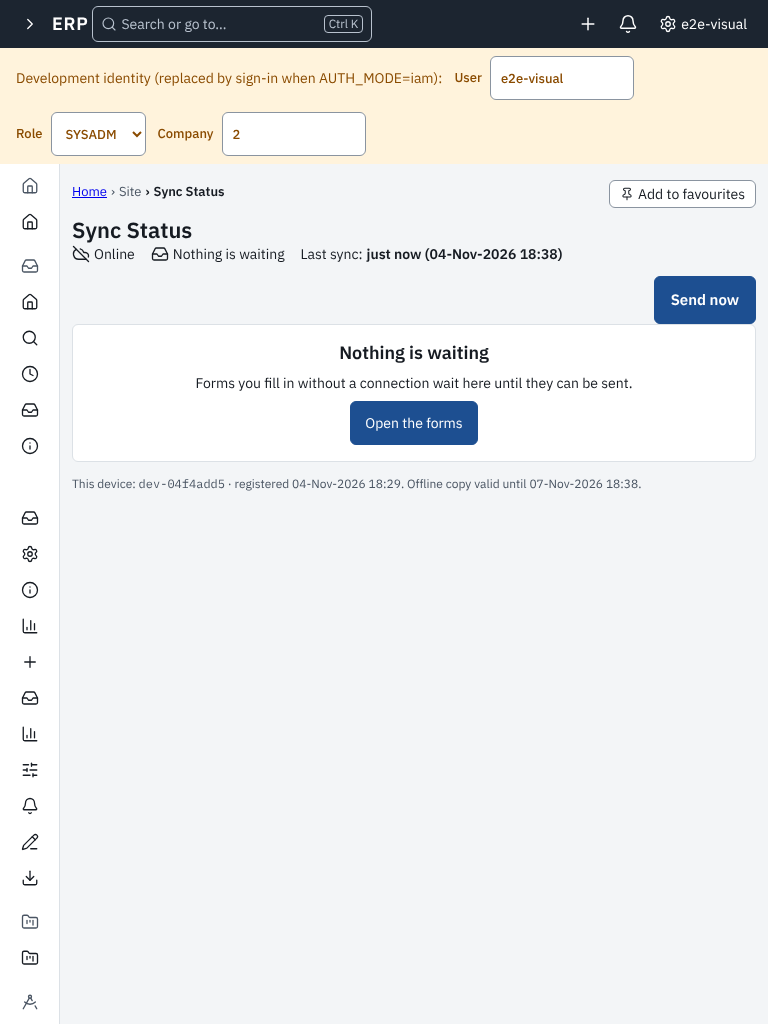 ERP
Search or go to...
Ctrl K
e2e-visual
Development identity (replaced by sign-in when AUTH_MODE=iam): User e2e-visual
Role SYSADM Company 2
Home › Site › Sync Status
Add to favourites
Sync Status
Online Nothing is waiting Last sync: just now (04-Nov-2026 18:38)
Send now
Nothing is waiting
Forms you fill in without a connection wait here until they can be sent.
Open the forms
This device: dev-04f4add5 · registered 04-Nov-2026 18:29. Offline copy valid until 07-Nov-2026 18:38.